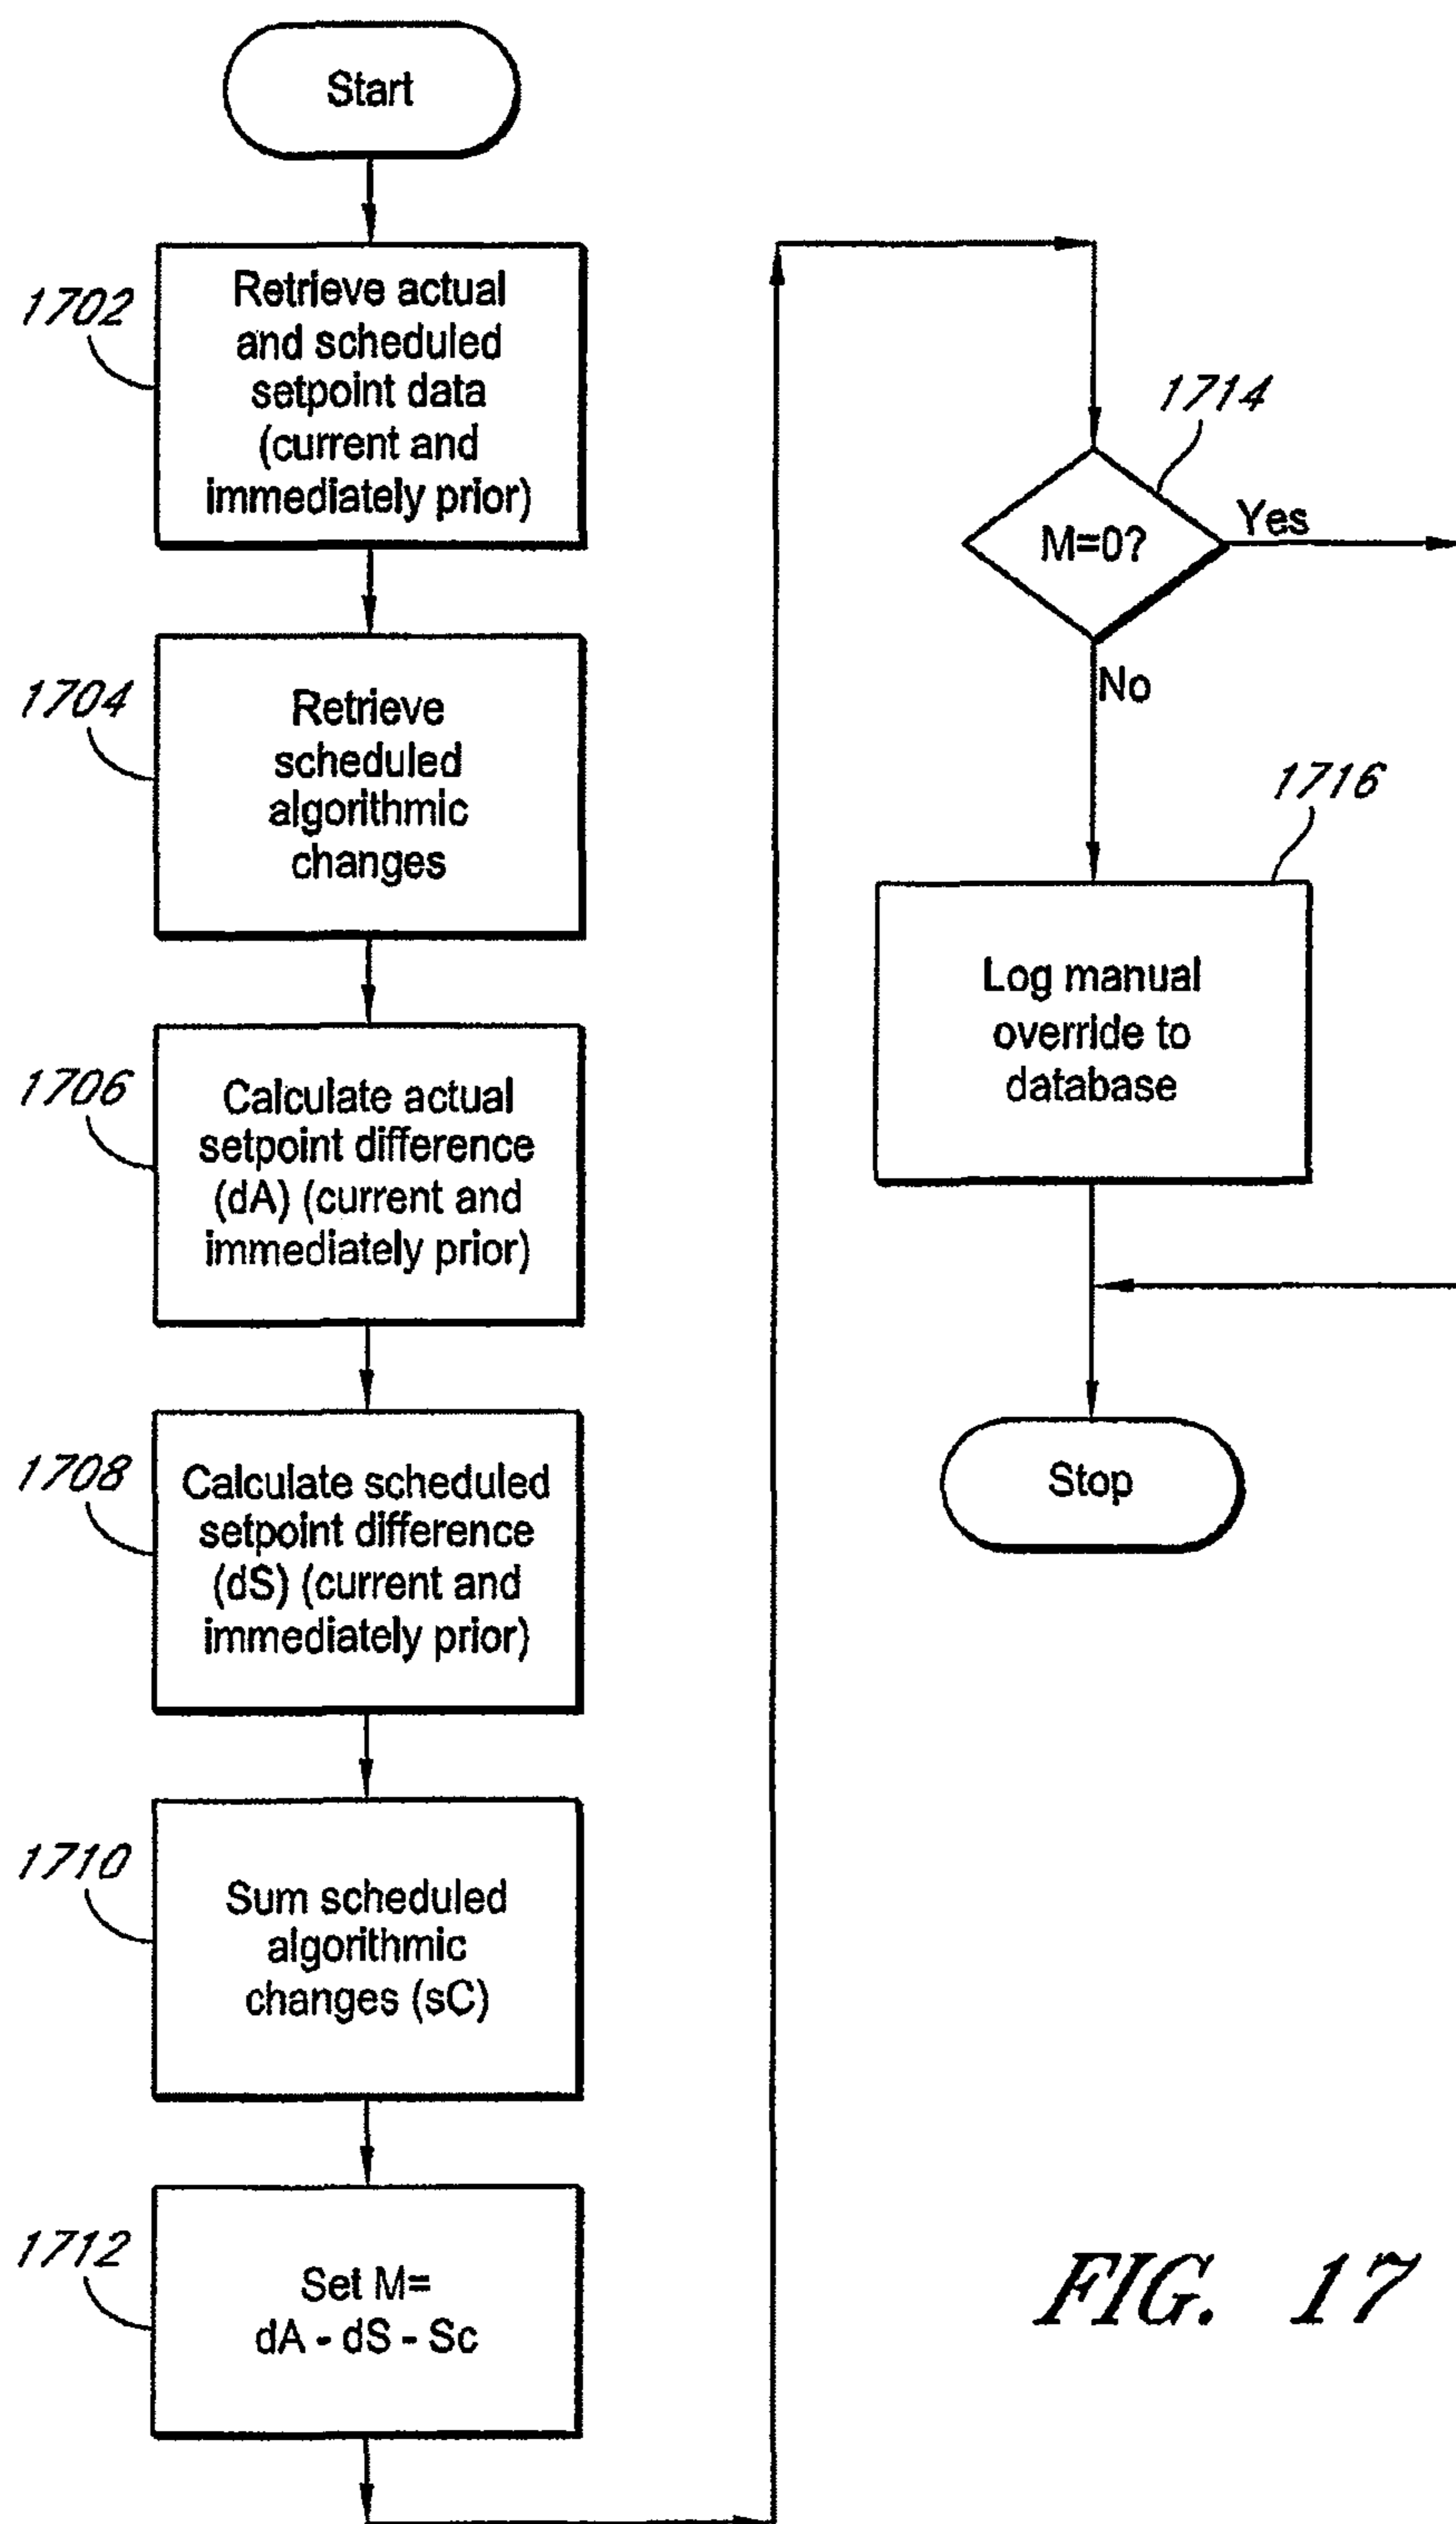 Start
1702
Retrieve actual
and scheduled
setpoint data
(current and
immediately prior)
1704
Retrieve
scheduled
algorithmic
changes
1706
Calculate actual
setpoint difference
(dA) (current and
immediately prior)
1708
Calculate scheduled
setpoint difference
(dS) (current and
immediately prior)
1710
Sum scheduled
algorithmic
changes (sC)
1712
Set M=
dA - dS - Sc
1714
M=0?
Yes
No
1716
Log manual
override to
database
Stop
FIG. 17